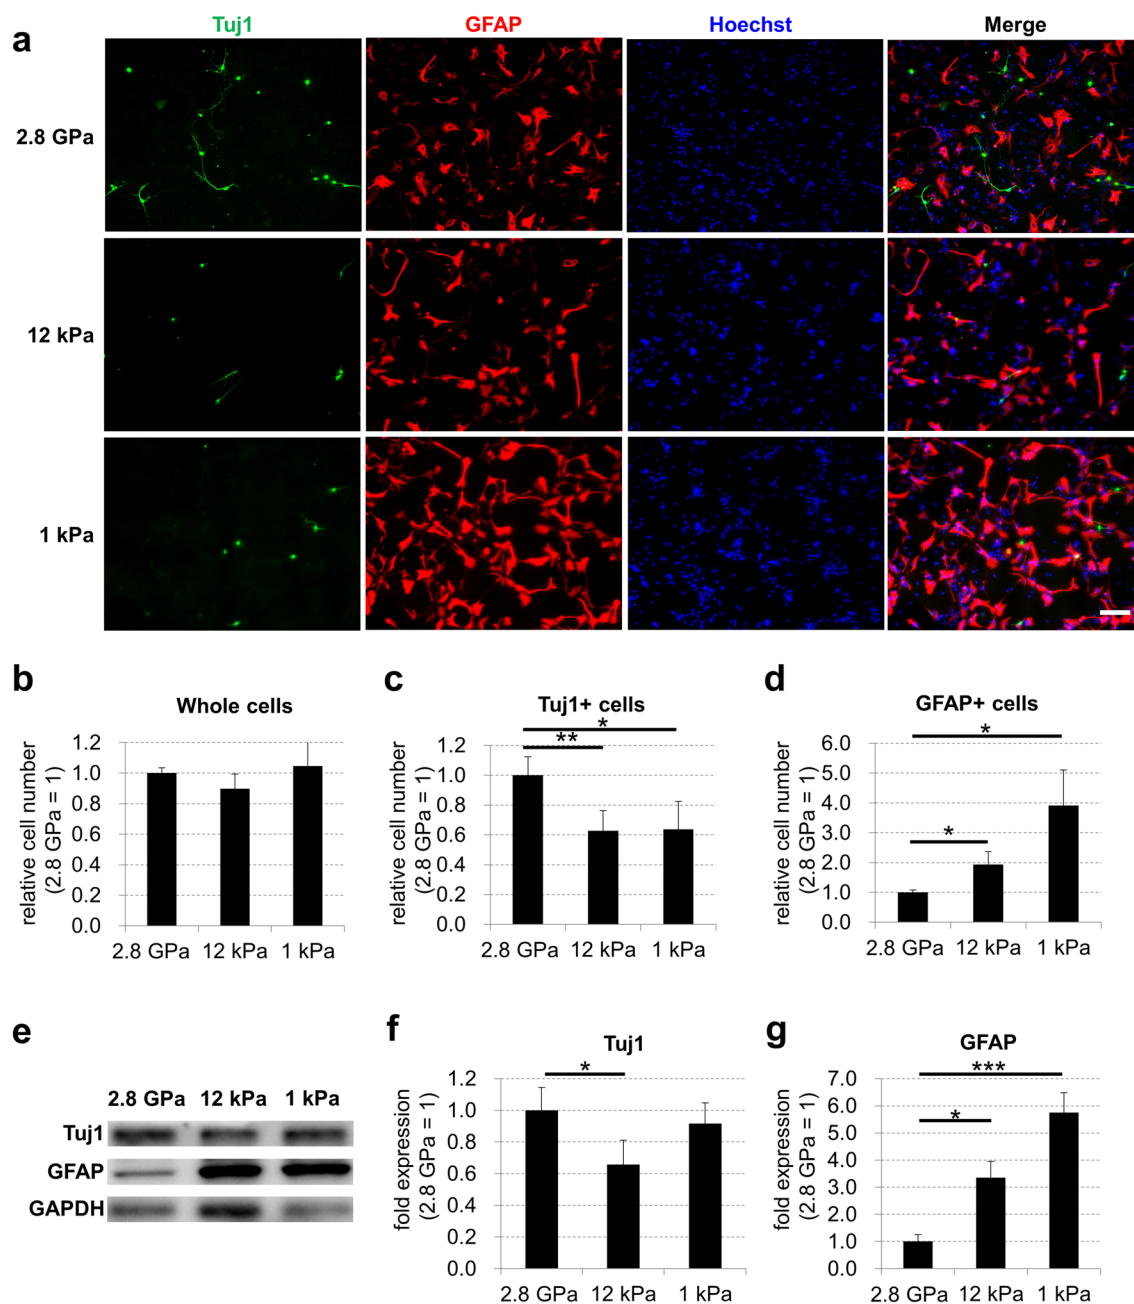 a
Tuj1 GFAP Hoechst Merge
2.8 GPa
12 kPa
1 kPa
b
Whole cells
relative cell number
(2.8 GPa = 1)
1.2
1.0
0.8
0.6
0.4
0.2
0.0
2.8 GPa 12 kPa 1 kPa
c
Tuj1+ cells
relative cell number
(2.8 GPa = 1)
*
**
1.2
1.0
0.8
0.6
0.4
0.2
0.0
2.8 GPa 12 kPa 1 kPa
d
GFAP+ cells
relative cell number
(2.8 GPa = 1)
*
*
6.0
5.0
4.0
3.0
2.0
1.0
0.0
2.8 GPa 12 kPa 1 kPa
e
2.8 GPa 12 kPa 1 kPa
Tuj1
GFAP
GAPDH
f
Tuj1
fold expression
(2.8 GPa = 1)
*
1.2
1.0
0.8
0.6
0.4
0.2
0.0
2.8 GPa 12 kPa 1 kPa
g
GFAP
fold expression
(2.8 GPa = 1)
***
*
7.0
6.0
5.0
4.0
3.0
2.0
1.0
0.0
2.8 GPa 12 kPa 1 kPa